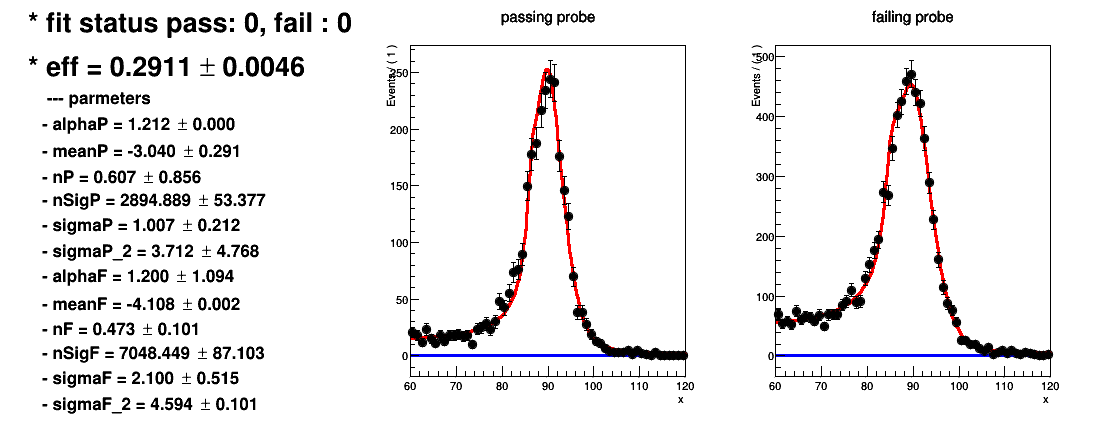 * fit status pass: 0, fail : 0
* eff = 0.2911 ± 0.0046
--- parmeters
- alphaP = 1.212 ± 0.000
- meanP = -3.040 ± 0.291
- nP = 0.607 ± 0.856
- nSigP = 2894.889 ± 53.377
- sigmaP = 1.007 ± 0.212
- sigmaP_2 = 3.712 ± 4.768
- alphaF = 1.200 ± 1.094
- meanF = -4.108 ± 0.002
- nF = 0.473 ± 0.101
- nSigF = 7048.449 ± 87.103
- sigmaF = 2.100 ± 0.515
- sigmaF_2 = 4.594 ± 0.101
passing probe
Events / ( 1 )
250
200
150
100
50
0
60 70 80 90 100 110 120
x
failing probe
Events / ( 1 )
500
400
300
200
100
0
60 70 80 90 100 110 120
x